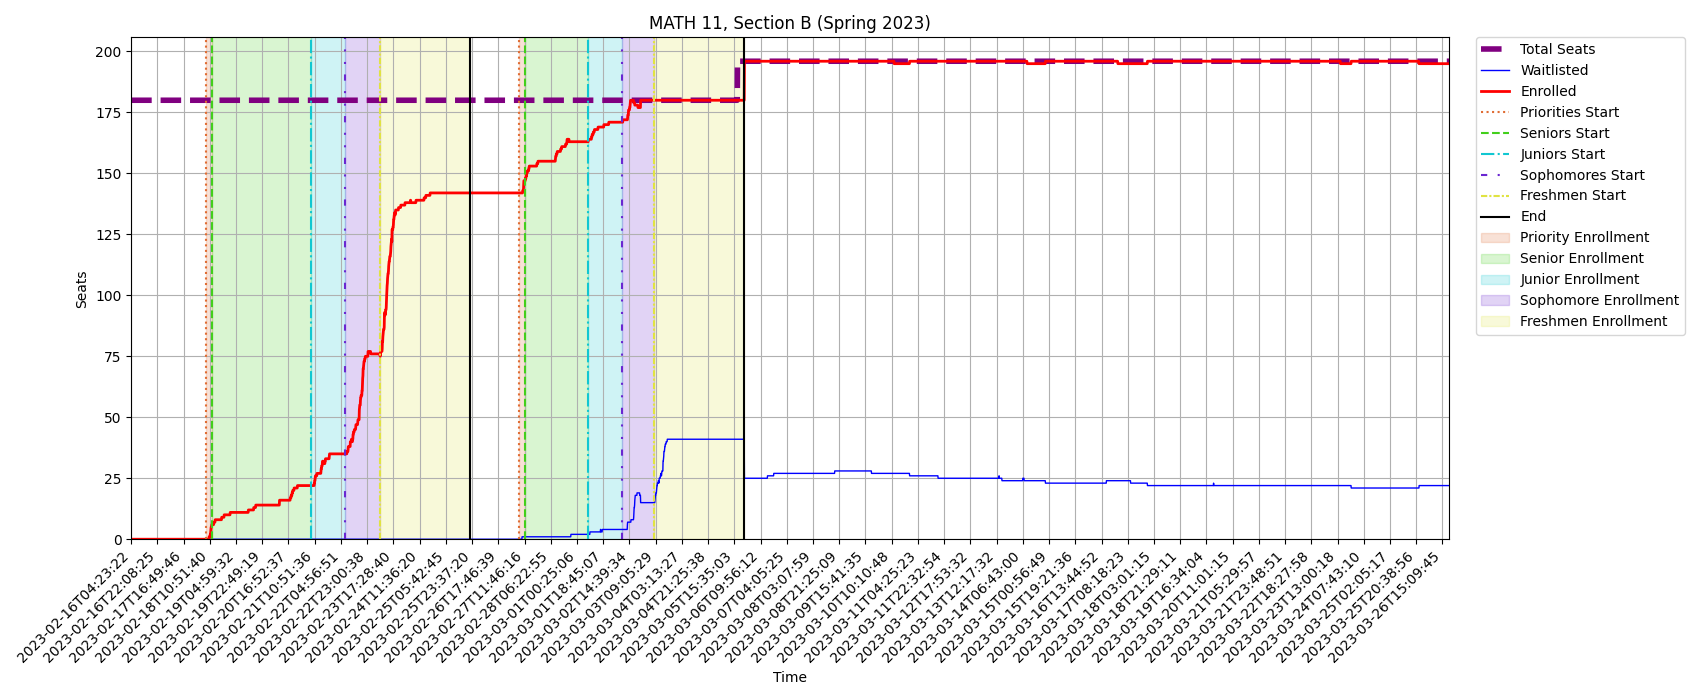 MATH 11, Section B (Spring 2023)
Seats
200
175
150
125
100
75
50
25
0
2023-02-16T04:23:22
2023-02-16T22:08:25
2023-02-17T16:49:46
2023-02-18T10:51:40
2023-02-19T04:59:32
2023-02-19T22:49:19
2023-02-20T16:52:37
2023-02-21T10:51:36
2023-02-22T04:56:51
2023-02-22T23:00:38
2023-02-23T17:28:40
2023-02-24T11:36:20
2023-02-25T05:42:45
2023-02-25T23:37:20
2023-02-26T17:46:39
2023-02-27T11:46:16
2023-02-28T06:22:55
2023-03-01T00:25:06
2023-03-01T18:45:07
2023-03-02T14:39:34
2023-03-03T09:05:29
2023-03-04T03:13:27
2023-03-04T21:25:38
2023-03-05T15:35:03
2023-03-06T09:56:12
2023-03-07T04:05:25
2023-03-08T03:07:59
2023-03-08T21:25:09
2023-03-09T15:41:35
2023-03-10T10:10:48
2023-03-11T04:25:23
2023-03-11T22:32:54
2023-03-12T17:53:32
2023-03-13T12:17:32
2023-03-14T06:43:00
2023-03-15T00:56:49
2023-03-15T19:21:36
2023-03-16T13:44:52
2023-03-17T08:18:23
2023-03-18T03:01:15
2023-03-18T21:29:11
2023-03-19T16:34:04
2023-03-20T11:01:15
2023-03-21T05:29:57
2023-03-21T23:48:51
2023-03-22T18:27:58
2023-03-23T13:00:18
2023-03-24T07:43:10
2023-03-25T02:05:17
2023-03-25T20:38:56
2023-03-26T15:09:45
Time
Total Seats
Waitlisted
Enrolled
Priorities Start
Seniors Start
Juniors Start
Sophomores Start
Freshmen Start
End
Priority Enrollment
Senior Enrollment
Junior Enrollment
Sophomore Enrollment
Freshmen Enrollment